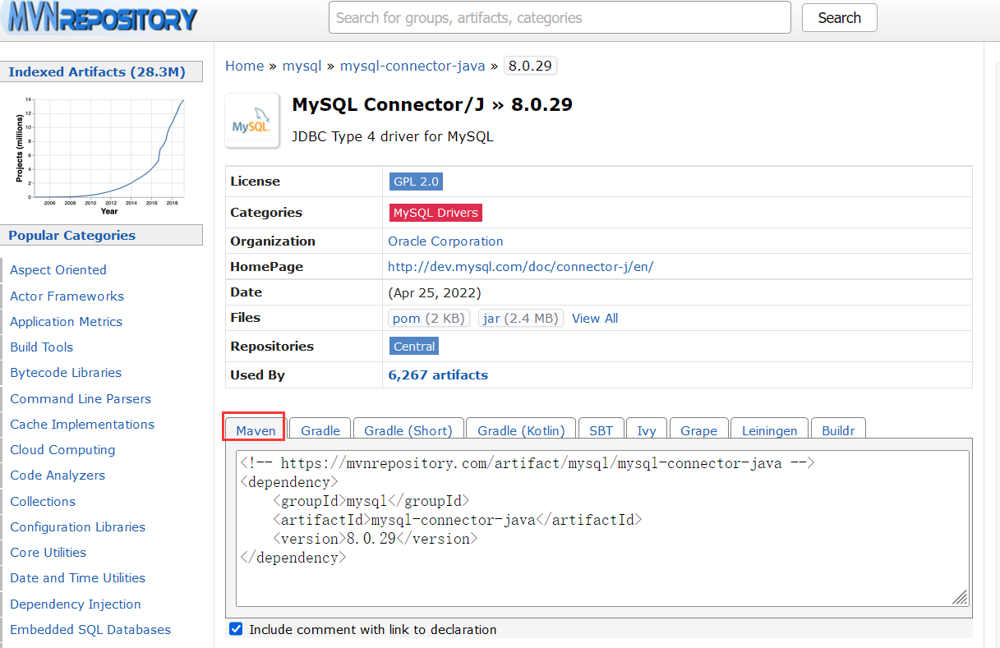 MVNREPOSITORY
Search for groups, artifacts, categories
Search
Indexed Artifacts (28.3M)
Projects (millions)
14
12
10
8
6
4
2
0
2006 2008 2010 2012 2014 2016 2018
Year
Popular Categories
Aspect Oriented
Actor Frameworks
Application Metrics
Build Tools
Bytecode Libraries
Command Line Parsers
Cache Implementations
Cloud Computing
Code Analyzers
Collections
Configuration Libraries
Core Utilities
Date and Time Utilities
Dependency Injection
Embedded SQL Databases
Home » mysql » mysql-connector-java » 8.0.29
MySQL
MySQL Connector/J » 8.0.29
JDBC Type 4 driver for MySQL
License GPL 2.0
Categories MySQL Drivers
Organization Oracle Corporation
HomePage http://dev.mysql.com/doc/connector-j/en/
Date (Apr 25, 2022)
Files pom (2 KB) jar (2.4 MB) View All
Repositories Central
Used By 6,267 artifacts
Maven Gradle Gradle (Short) Gradle (Kotlin) SBT Ivy Grape Leiningen Buildr
<!-- https://mvnrepository.com/artifact/mysql/mysql-connector-java -->
<dependency>
    <groupId>mysql</groupId>
    <artifactId>mysql-connector-java</artifactId>
    <version>8.0.29</version>
</dependency>
Include comment with link to declaration